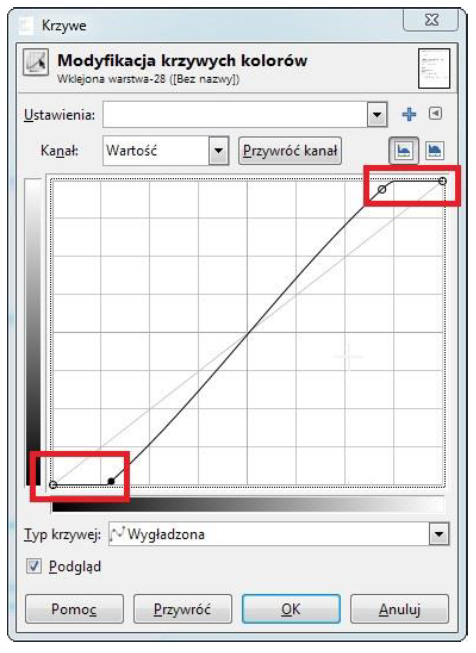 Krzywe
Modyfikacja krzywych kolorów
Wklejona warstwa-28 ([Bez nazwy])
Ustawienia:
Kanał: Wartość Przywróć kanał
Typ krzywej: Wygładzona
Podgląd
Pomoc Przywróć OK Anuluj